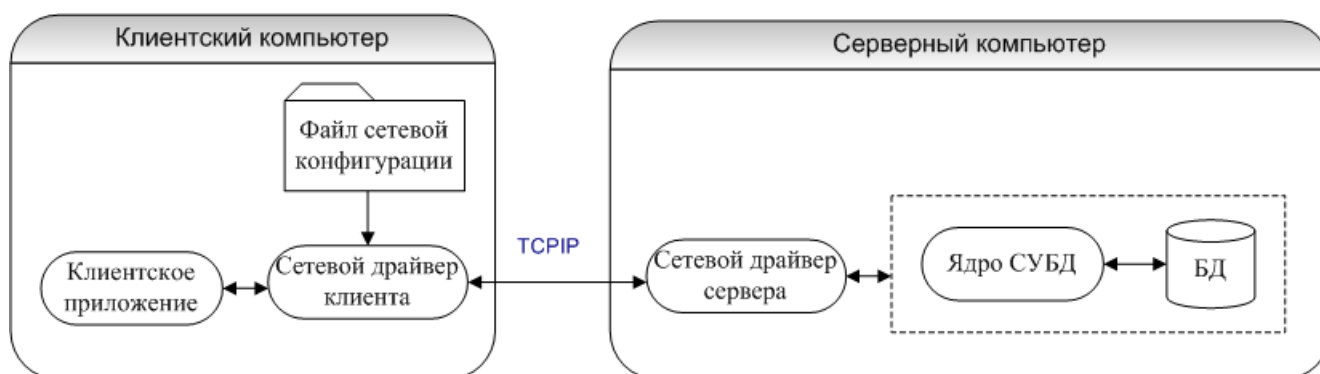 Клиентский компьютер
Серверный компьютер
Файл сетевой
конфигурации
TCPIP
Клиентское
приложение
Сетевой драйвер
клиента
Сетевой драйвер
сервера
Ядро СУБД
БД